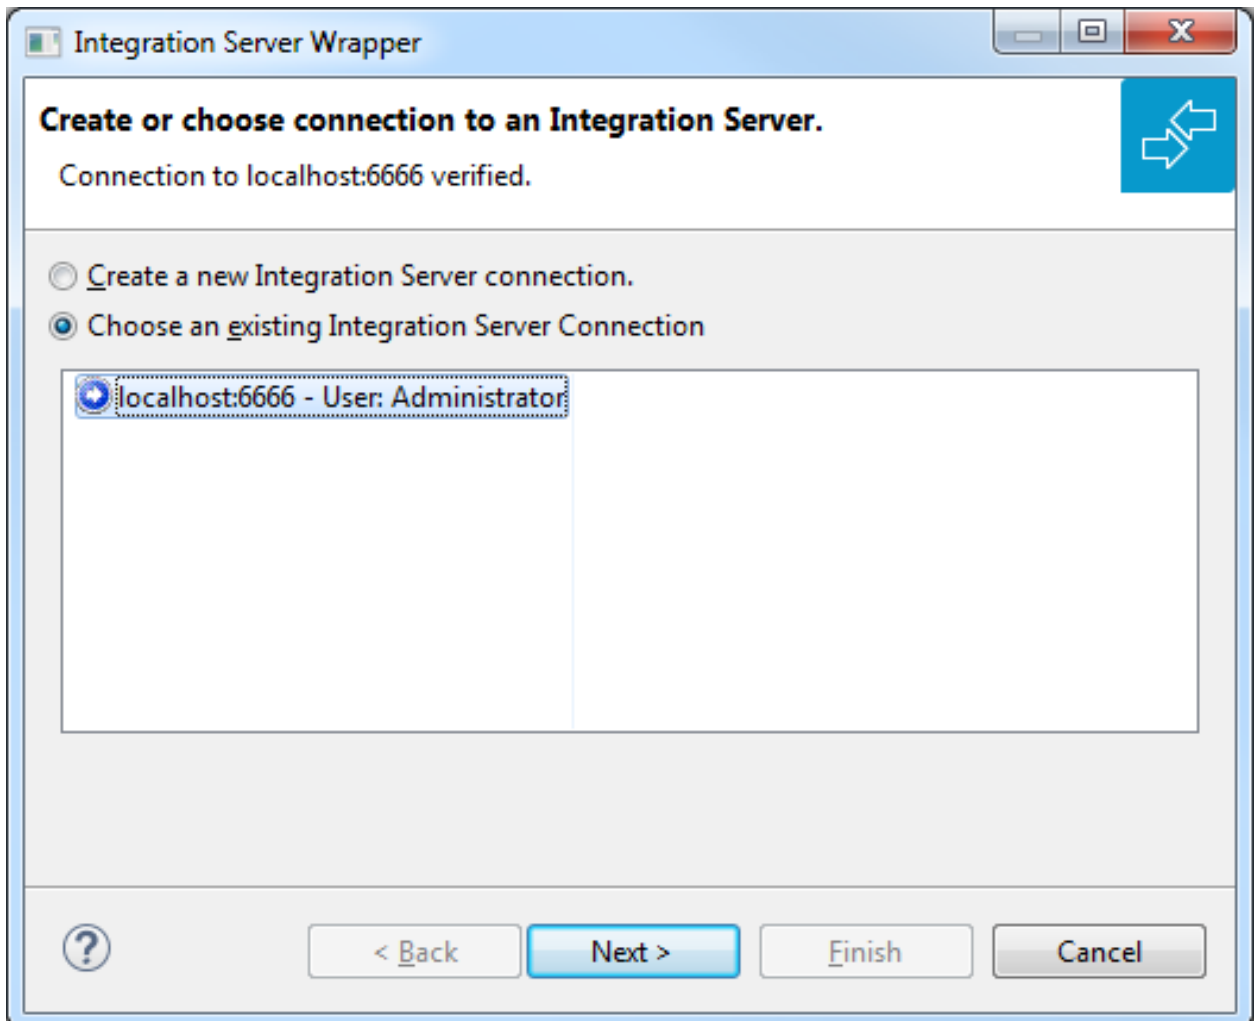 Integration Server Wrapper
Create or choose connection to an Integration Server.
Connection to localhost:6666 verified.
Create a new Integration Server connection.
Choose an existing Integration Server Connection
localhost:6666 - User: Administrator
? < Back Next > Finish Cancel